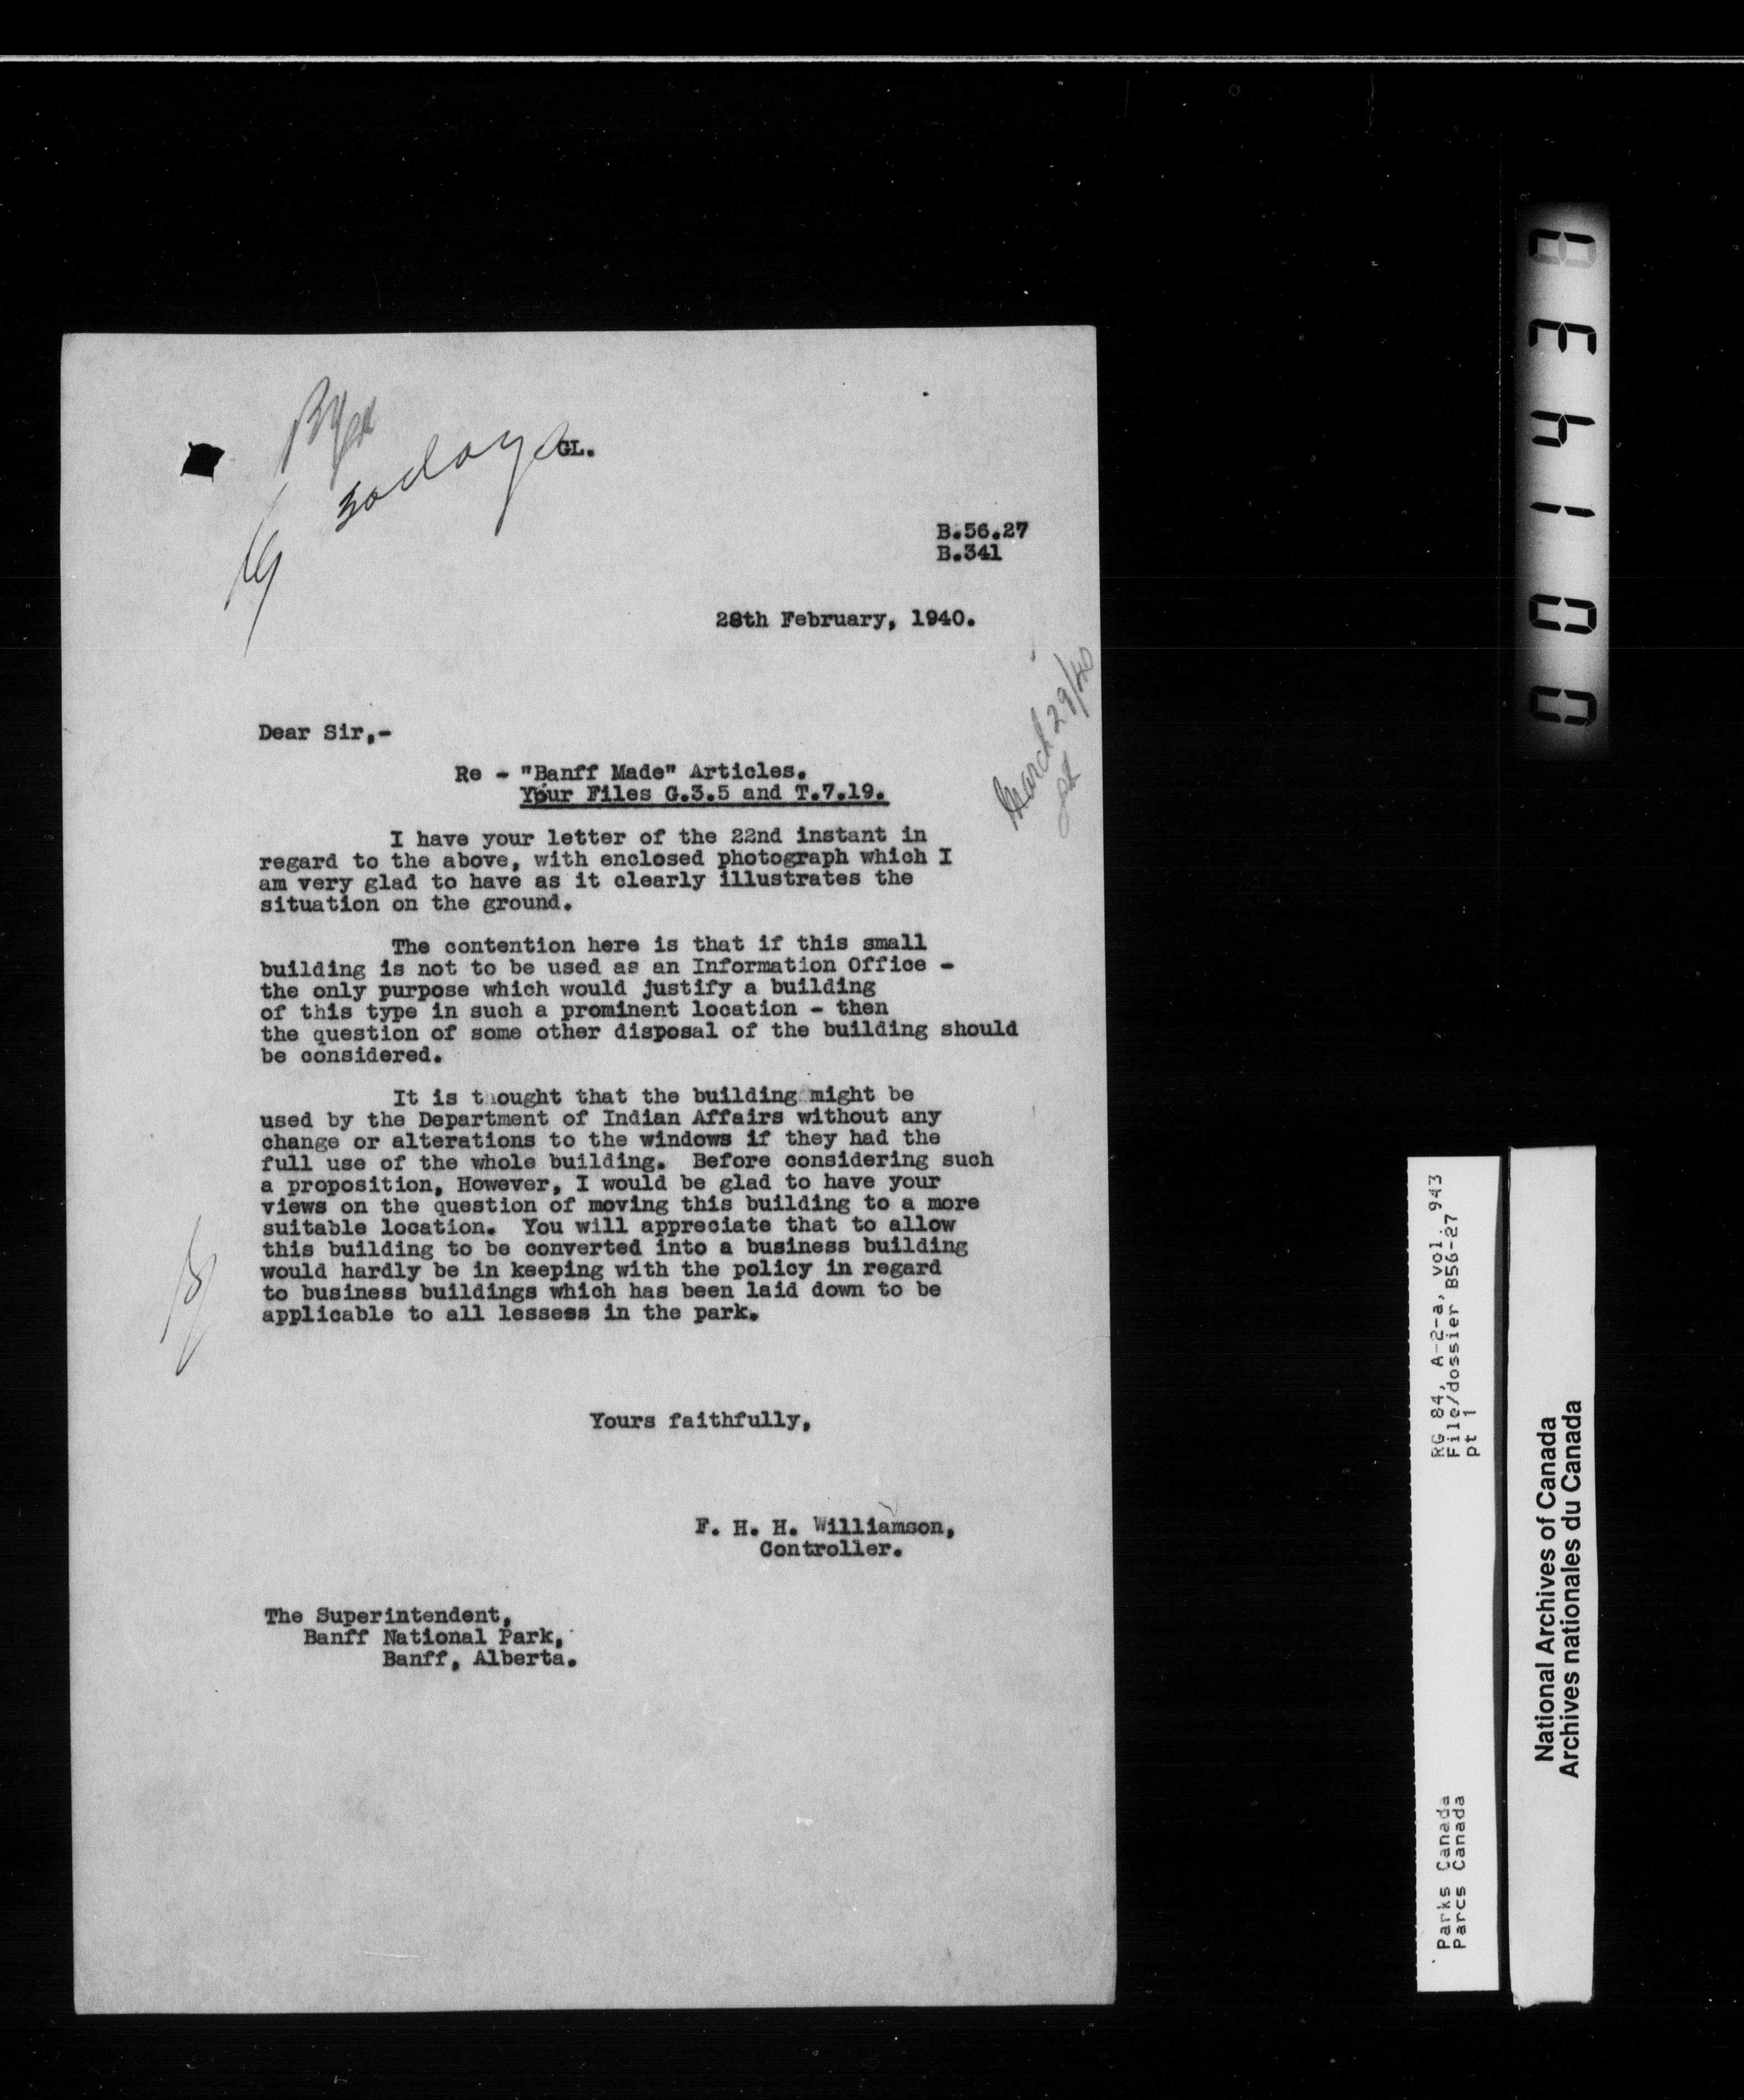 30 days
GL.
B.56.27
B.341
28th February, 1940.
March 29/40
Dear Sir,-
Re - "Banff Made" Articles.
Your Files G.3.5 and T.7.19.
I have your letter of the 22nd instant in
regard to the above, with enclosed photograph which I
am very glad to have as it clearly illustrates the
situation on the ground.
The contention here is that if this small
building is not to be used as an Information Office -
the only purpose which would justify a building
of this type in such a prominent location - then
the question of some other disposal of the building should
be considered.
It is thought that the building might be
used by the Department of Indian Affairs without any
change or alterations to the windows if they had the
full use of the whole building. Before considering such
a proposition, However, I would be glad to have your
views on the question of moving this building to a more
suitable location. You will appreciate that to allow
this building to be converted into a business building
would hardly be in keeping with the policy in regard
to business buildings which has been laid down to be
applicable to all lessees in the park.
Yours faithfully,
F. H. H. Williamson,
Controller.
The Superintendent,
Banff National Park,
Banff, Alberta.
001438
RG 84, A-2-a, vol. 943
File/dossier B56-27
pt 1
Parks Canada
Parcs Canada
National Archives of Canada
Archives nationales du Canada